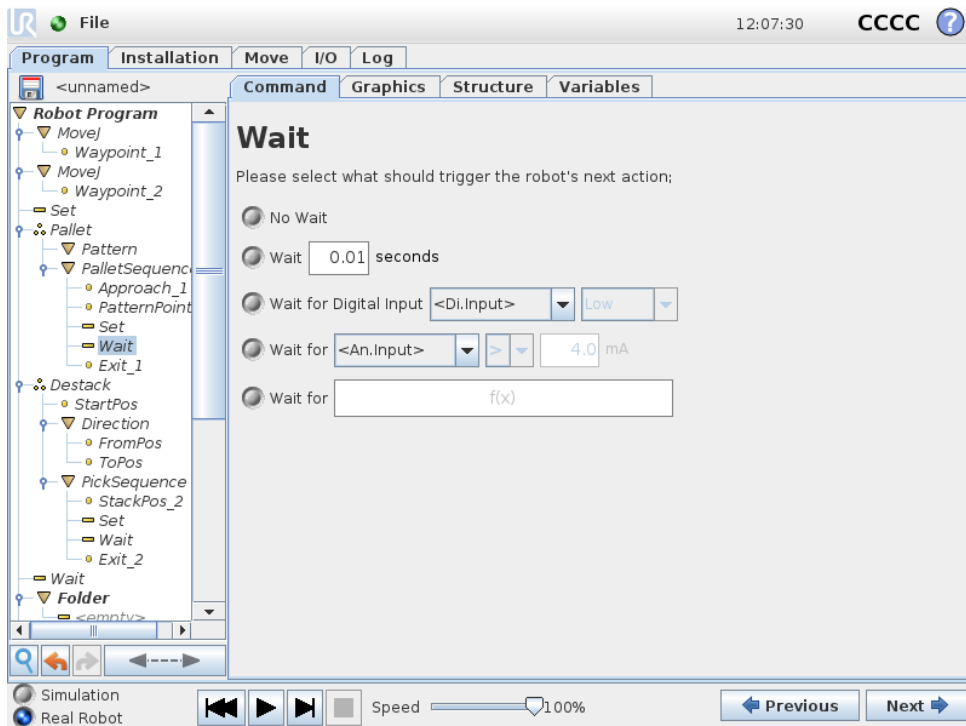 UR File 12:07:30 CCCC ?
Program Installation Move I/O Log
<unnamed> Command Graphics Structure Variables
Robot Program
MoveJ
Waypoint_1
MoveJ
Waypoint_2
Set
Pallet
Pattern
PalletSequenc
Approach_1
PatternPoint
Set
Wait
Exit_1
Destack
StartPos
Direction
FromPos
ToPos
PickSequence
StackPos_2
Set
Wait
Exit_2
Wait
Folder
<empty>
Wait
Please select what should trigger the robot's next action;
No Wait
Wait 0.01 seconds
Wait for Digital Input <Di.Input> Low
Wait for <An.Input> > 4.0 mA
Wait for f(x)
Simulation
Real Robot
Speed 100% Previous Next